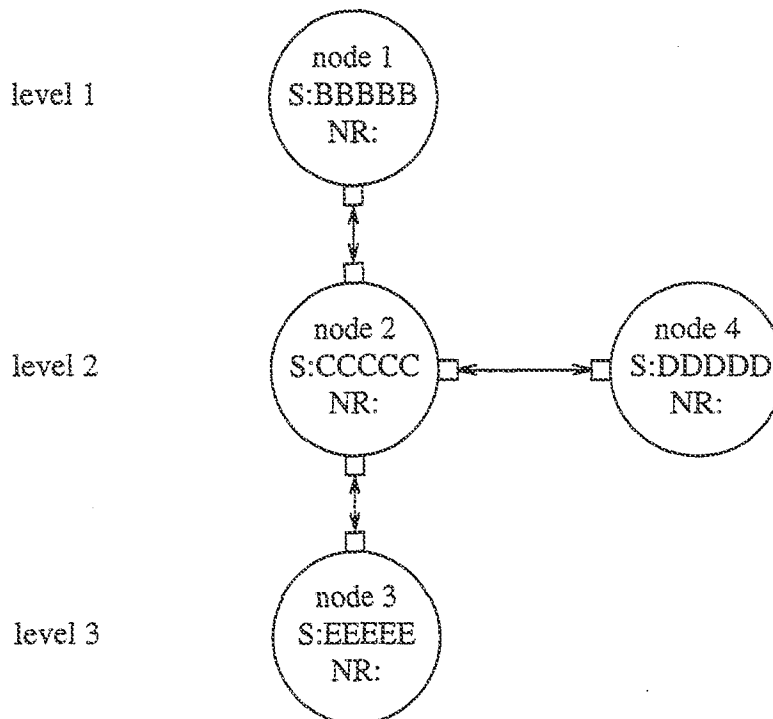 level 1
node 1
S:BBBBB
NR:
level 2
node 2
S:CCCCC
NR:
node 4
S:DDDDD
NR:
level 3
node 3
S:EEEEE
NR: